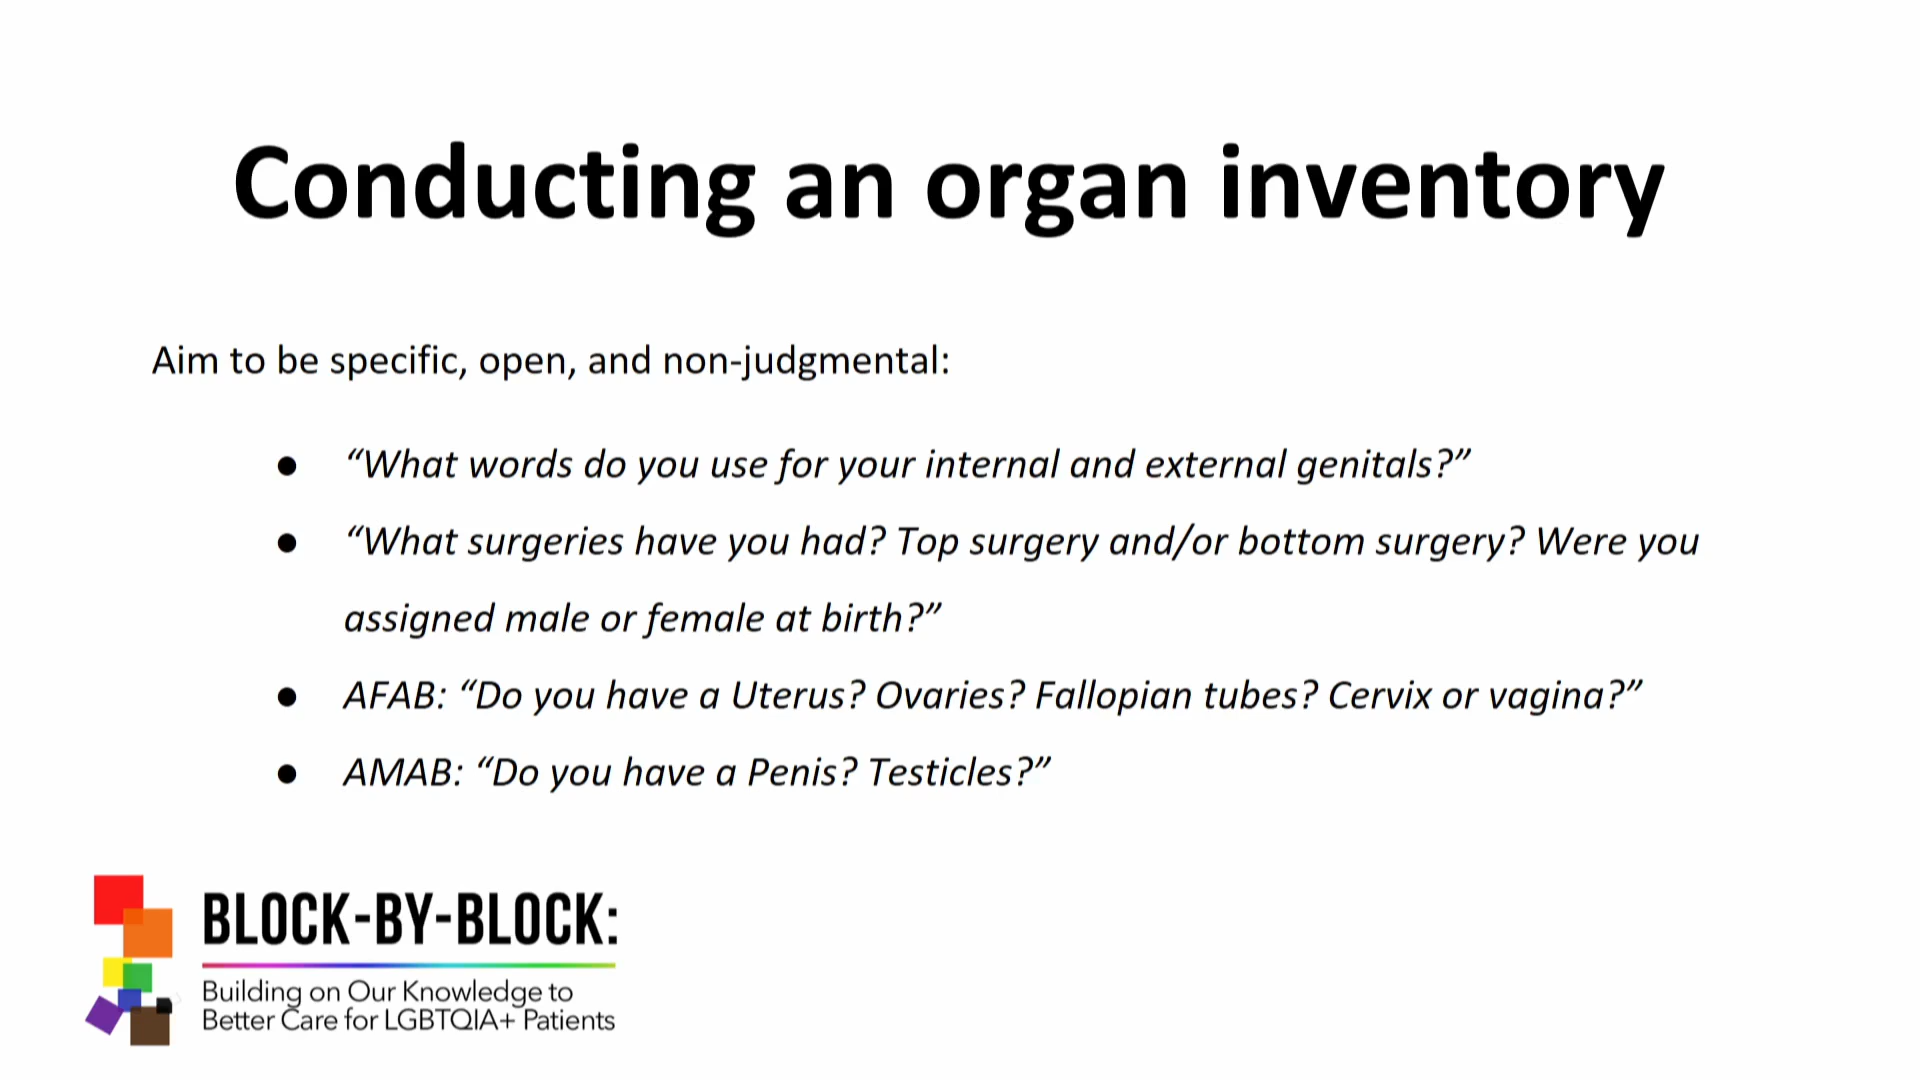 Conducting an organ inventory
Aim to be specific, open, and non-judgmental:
● “What words do you use for your internal and external genitals?”
● “What surgeries have you had? Top surgery and/or bottom surgery? Were you
assigned male or female at birth?”
● AFAB: “Do you have a Uterus? Ovaries? Fallopian tubes? Cervix or vagina?”
● AMAB: “Do you have a Penis? Testicles?”
BLOCK-BY-BLOCK:
Building on Our Knowledge to
Better Care for LGBTQIA+ Patients